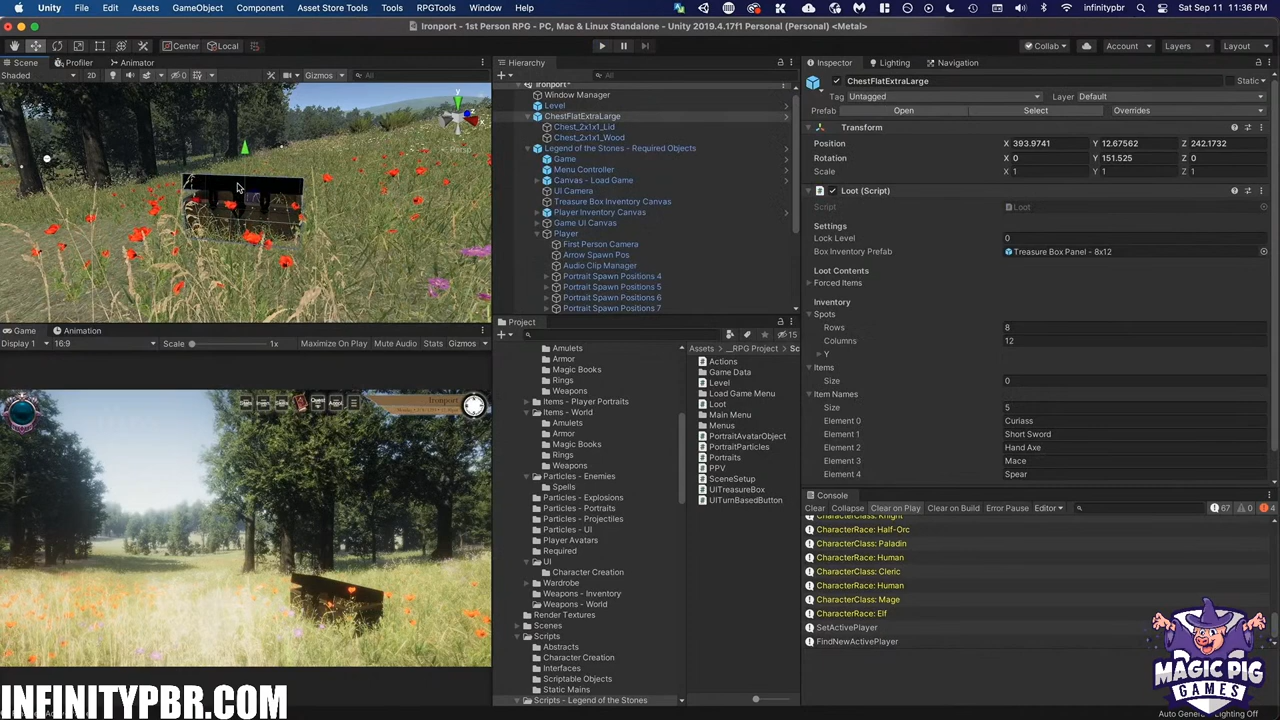 Unity File Edit Assets GameObject Component Asset Store Tools Tools Window Help infinitypbr Sat Sep 11 11:36 PM
Ironport - 1st Person RPG - PC, Mac & Linux Standalone - Unity 2019.4.17f1 Personal (Personal) <Metal>
Center Local Collab Account Layers Layout
Scene Profiler Animator
Shaded 2D Gizmos All
Persp
Game Animation
Display 1 16:9 Scale 1x Maximize On Play Mute Audio Stats Gizmos
Ironport
INFINITYPBR.COM
Hierarchy
All
Ironport*
Window Manager
Level
ChestFlatExtraLarge
Chest_2x1x1_Lid
Chest_2x1x1_Wood
Legend of the Stones - Required Objects
Game
Menu Controller
Canvas - Load Game
UI Camera
Treasure Box Inventory Canvas
Player Inventory Canvas
Game UI Canvas
Player
First Person Camera
Arrow Spawn Pos
Audio Clip Manager
Portrait Spawn Positions 4
Portrait Spawn Positions 5
Portrait Spawn Positions 6
Portrait Spawn Positions 7
Project
15
Amulets
Armor
Magic Books
Rings
Weapons
Items - Player Portraits
Items - World
Amulets
Armor
Magic Books
Rings
Weapons
Particles - Enemies
Spells
Particles - Explosions
Particles - Portraits
Particles - Projectiles
Particles - UI
Player Avatars
Required
UI
Character Creation
Wardrobe
Weapons - Inventory
Weapons - World
Render Textures
Scenes
Scripts
Abstracts
Character Creation
Interfaces
Scriptable Objects
Static Mains
Scripts - Legend of the Stones
Assets __RPG Project Sc
Actions
Game Data
Level
Load Game Menu
Loot
Main Menu
Menus
PortraitAvatarObject
PortraitParticles
Portraits
PPV
SceneSetup
UITreasureBox
UITurnBasedButton
Inspector Lighting Navigation
ChestFlatExtraLarge Static
Tag Untagged Layer Default
Prefab Open Select Overrides
Transform
Position X 393.9741 Y 12.67562 Z 242.1732
Rotation X 0 Y 151.525 Z 0
Scale X 1 Y 1 Z 1
Loot (Script)
Script Loot
Settings
Lock Level 0
Box Inventory Prefab Treasure Box Panel - 8x12
Loot Contents
Forced Items
Inventory
Spots
Rows 8
Columns 12
Y
Items
Size 0
Item Names
Size 5
Element 0 Curiass
Element 1 Short Sword
Element 2 Hand Axe
Element 3 Mace
Element 4 Spear
Console
Clear Collapse Clear on Play Clear on Build Error Pause Editor 67 0 4
CharacterClass: Knight
CharacterRace: Half-Orc
CharacterClass: Paladin
CharacterRace: Human
CharacterClass: Cleric
CharacterRace: Human
CharacterClass: Mage
CharacterRace: Elf
SetActivePlayer
FindNewActivePlayer
MAGIC PIG
GAMES
Auto Generate Lighting Off